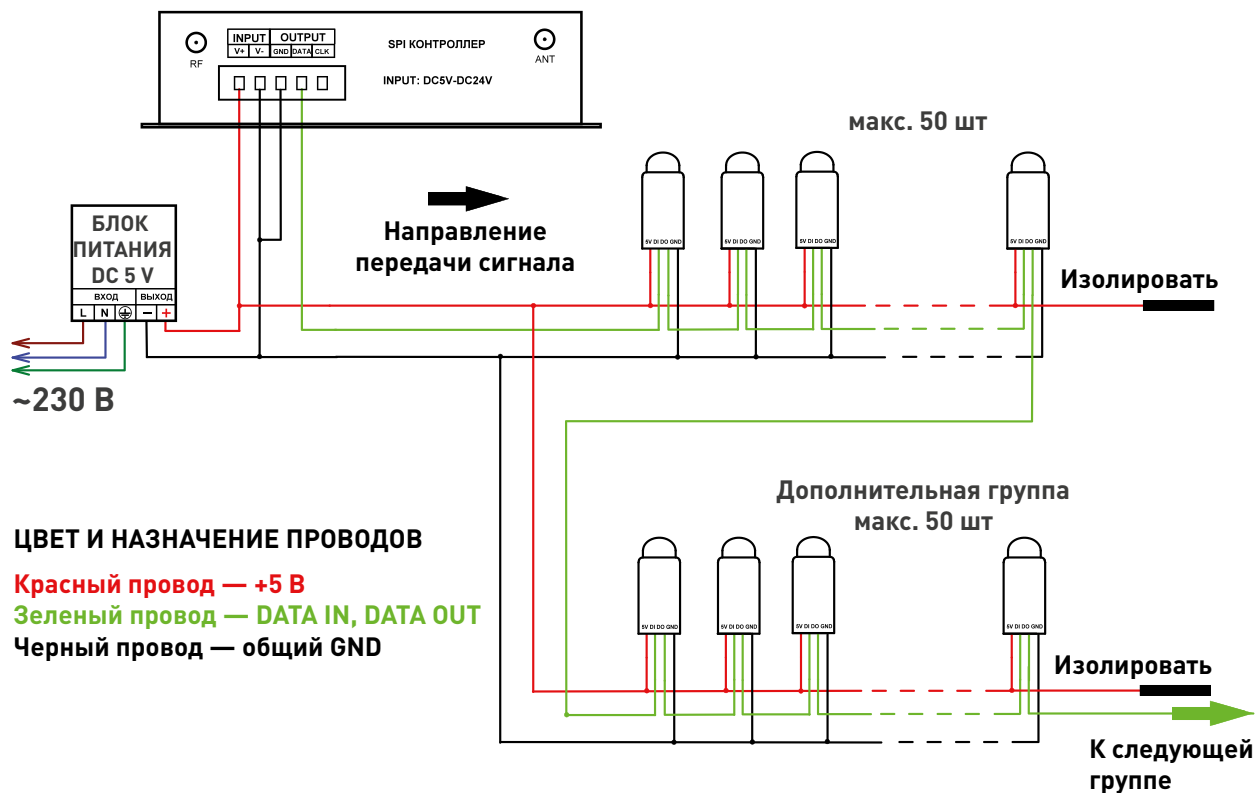 INPUT OUTPUT
V+ V- GND DATA CLK
RF
SPI КОНТРОЛЛЕР
INPUT: DC5V-DC24V
ANT
макс. 50 шт
Направление
передачи сигнала
5V DI DO GND
5V DI DO GND
5V DI DO GND
5V DI DO GND
Изолировать
БЛОК
ПИТАНИЯ
DC 5 V
ВХОД ВЫХОД
L N − +
~230 В
Дополнительная группа
макс. 50 шт
ЦВЕТ И НАЗНАЧЕНИЕ ПРОВОДОВ
Красный провод — +5 В
Зеленый провод — DATA IN, DATA OUT
Черный провод — общий GND
5V DI DO GND
5V DI DO GND
5V DI DO GND
5V DI DO GND
Изолировать
К следующей
группе